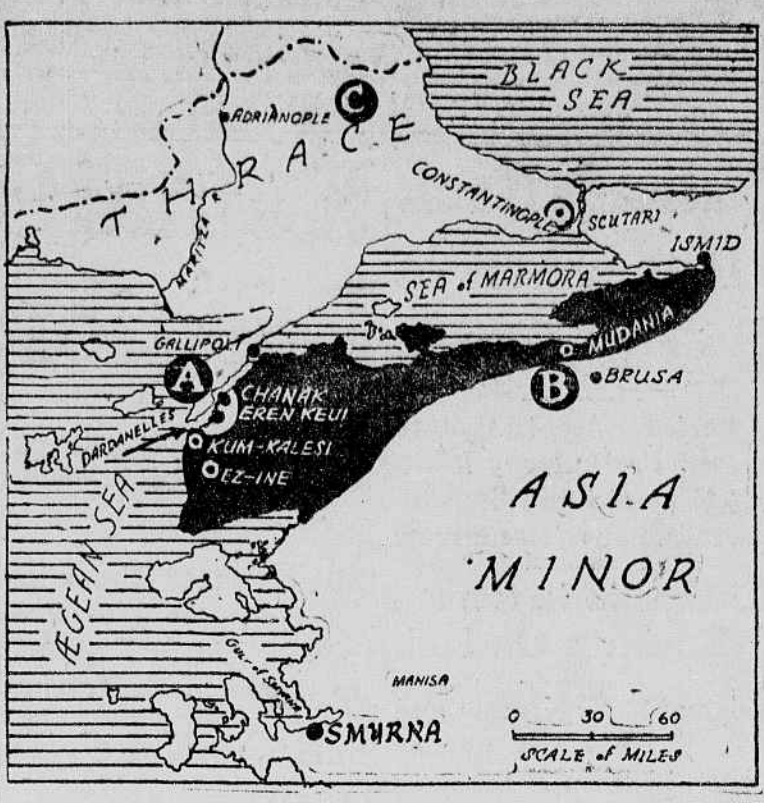 BLACK
SEA
C
ADRIANOPLE
THRACE
MARITZA
CONSTANTINOPLE
SCUTARI
ISMID
SEA of MARMORA
GALLIPOLI
MUDANIA
A
B
BRUSA
CHANAK
EREN KEUI
DARDANELLES
KUM-KALESI
EZ-INE
ASIA
MINOR
ÆGEAN SEA
GULF of SMYRNA
MANISA
SMYRNA
0 30 60
SCALE of MILES